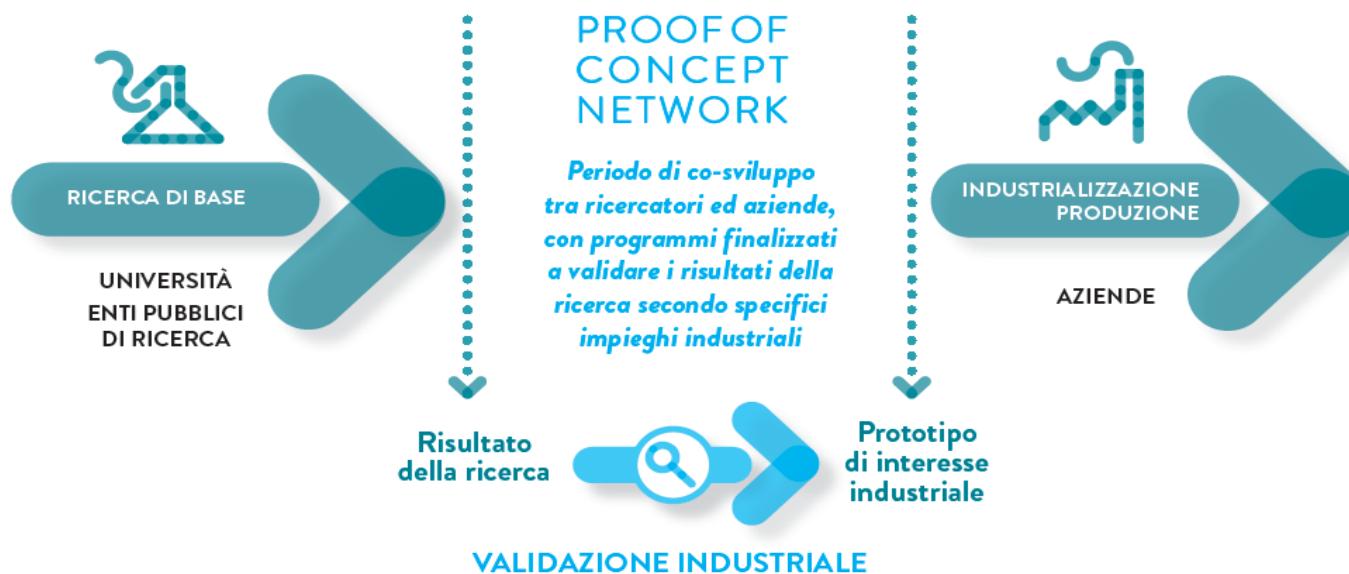 RICERCA DI BASE
UNIVERSITÀ
ENTI PUBBLICI
DI RICERCA
PROOF OF
CONCEPT
NETWORK
Periodo di co-sviluppo
tra ricercatori ed aziende,
con programmi finalizzati
a validare i risultati della
ricerca secondo specifici
impieghi industriali
INDUSTRIALIZZAZIONE
PRODUZIONE
AZIENDE
Risultato
della ricerca
Prototipo
di interesse
industriale
VALIDAZIONE INDUSTRIALE